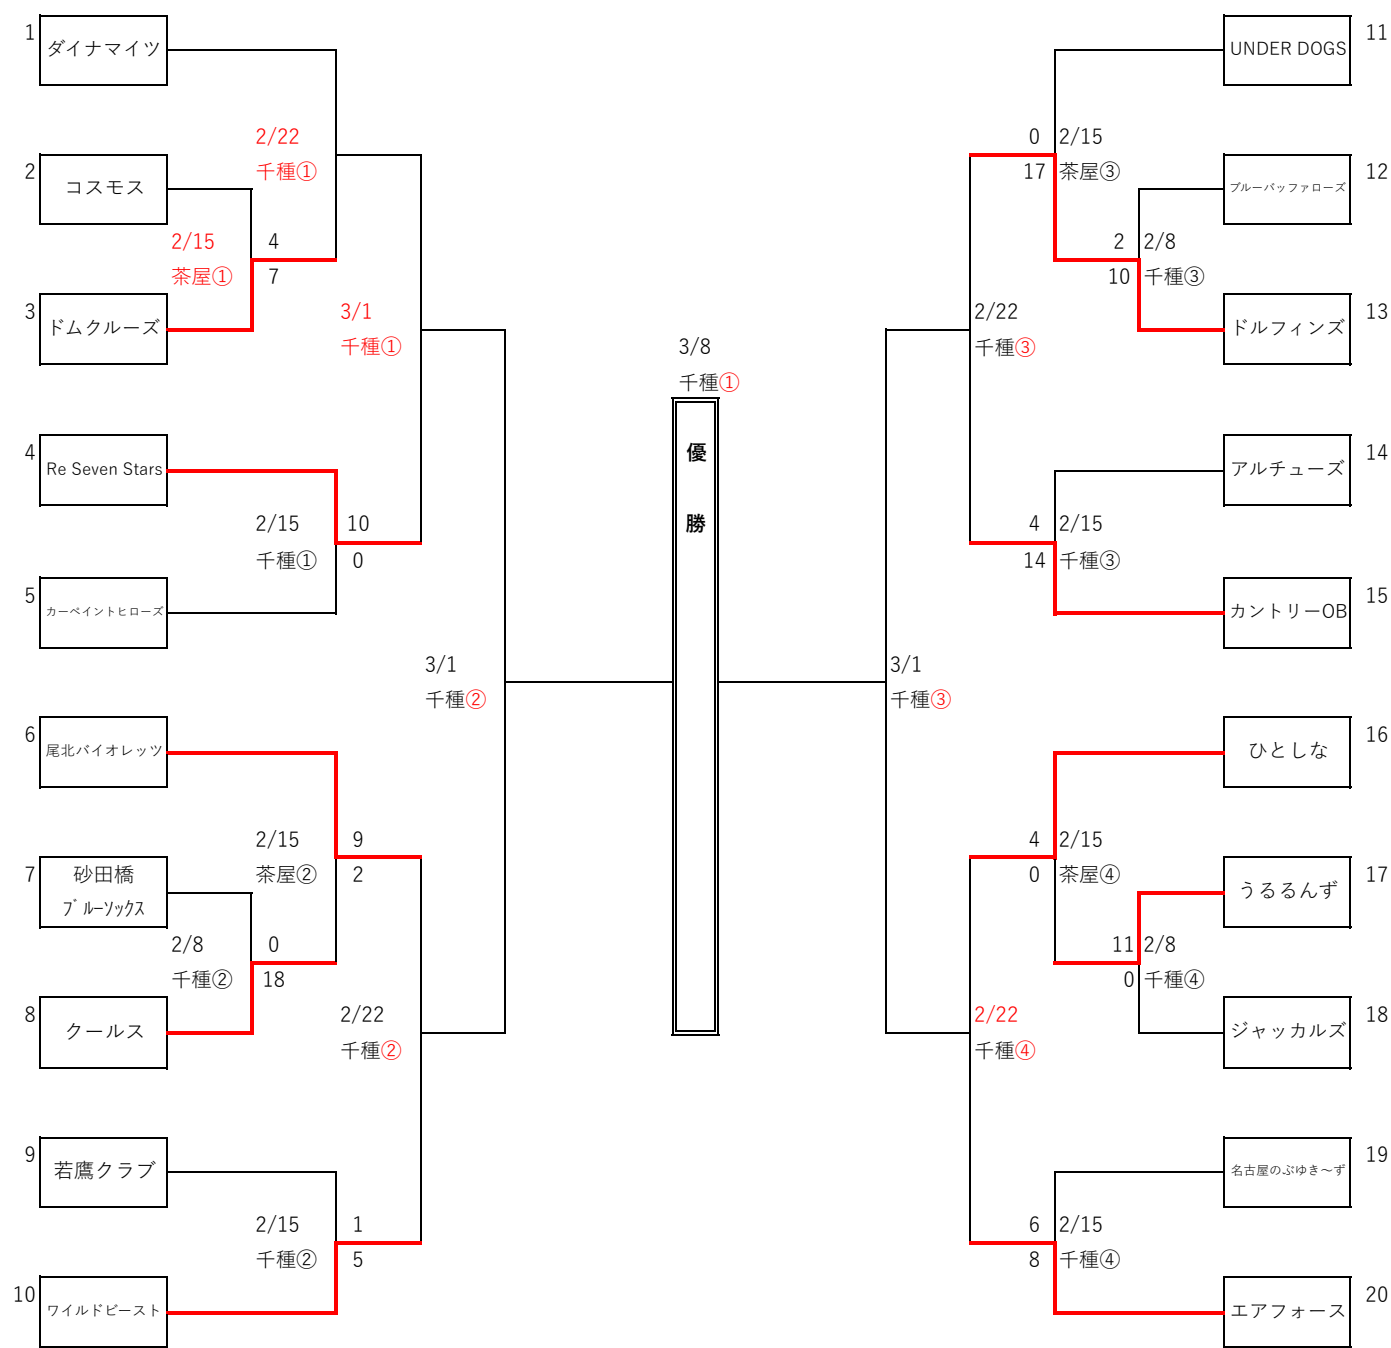 1
ダイナマイツ
2
コスモス
3
ドムクルーズ
4
Re Seven Stars
5
カーペイントヒローズ
6
尾北バイオレッツ
7
砂田橋
ブルーソックス
8
クールス
9
若鷹クラブ
10
ワイルドビースト
2/22
千種①
2/15
茶屋①
4
7
3/1
千種①
2/15
千種①
10
0
3/1
千種②
2/15
茶屋②
9
2
2/8
千種②
0
18
2/22
千種②
2/15
千種②
1
5
3/8
千種①
優
勝
0
17
2/15
茶屋③
2
10
2/8
千種③
2/22
千種③
4
14
2/15
千種③
3/1
千種③
4
0
2/15
茶屋④
11
0
2/8
千種④
2/22
千種④
6
8
2/15
千種④
UNDER DOGS
11
ブルーバッファローズ
12
ドルフィンズ
13
アルチューズ
14
カントリーOB
15
ひとしな
16
うるるんず
17
ジャッカルズ
18
名古屋のぶゆき～ず
19
エアフォース
20